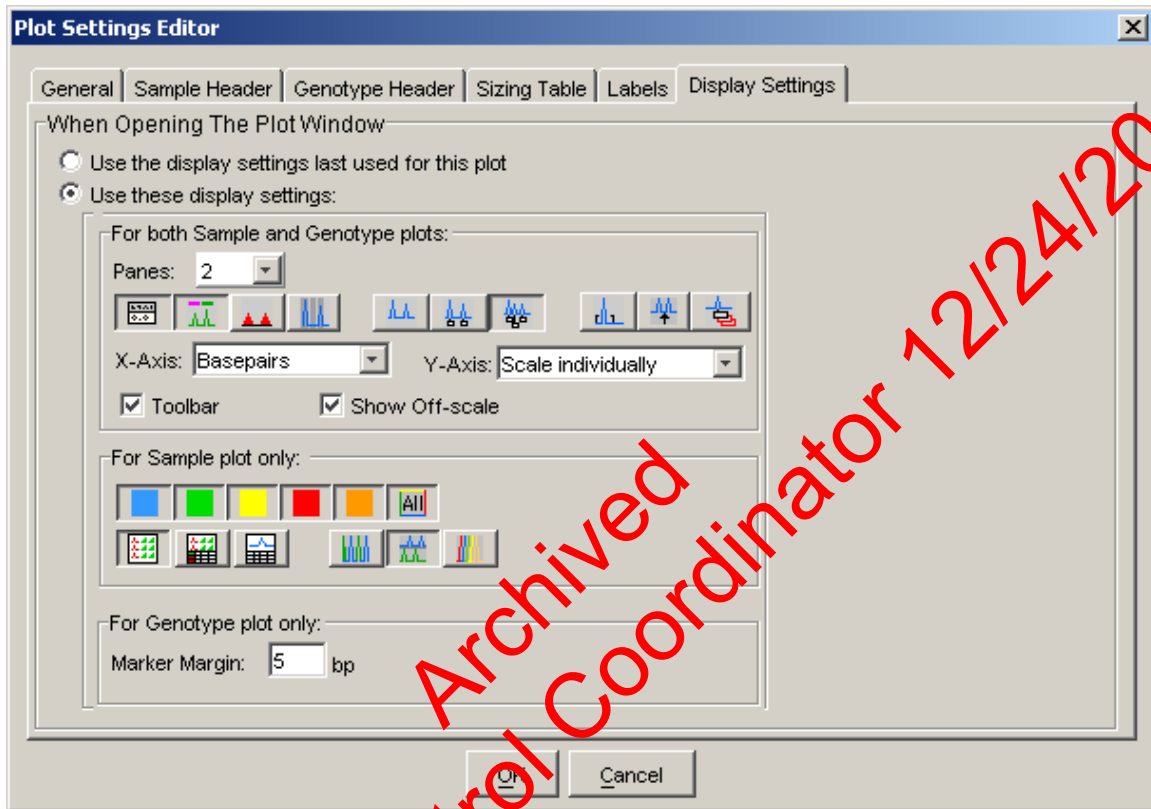 Plot Settings Editor
General Sample Header Genotype Header Sizing Table Labels Display Settings
When Opening The Plot Window
Use the display settings last used for this plot
Use these display settings:
For both Sample and Genotype plots:
Panes: 2
X-Axis: Basepairs Y-Axis: Scale individually
Toolbar Show Off-scale
For Sample plot only:
All
For Genotype plot only:
Marker Margin: 5 bp
Cancel
Archived
Coordinator 12/24/20